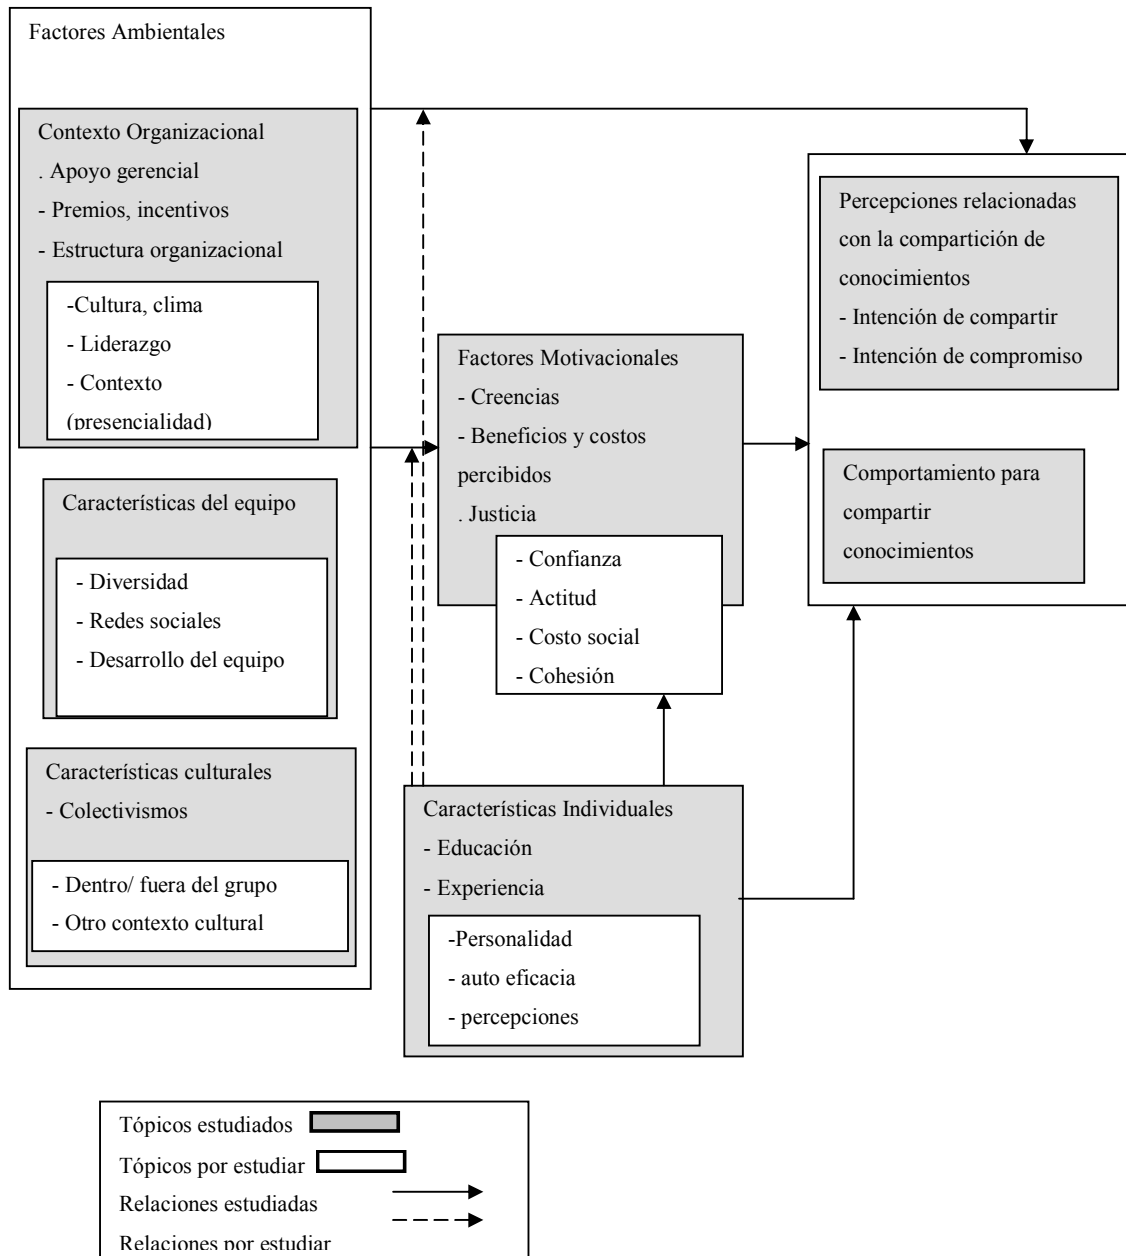 Factores Ambientales
Contexto Organizacional
. Apoyo gerencial
- Premios, incentivos
- Estructura organizacional
-Cultura, clima
- Liderazgo
- Contexto
(presencialidad)
Características del equipo
- Diversidad
- Redes sociales
- Desarrollo del equipo
Características culturales
- Colectivismos
- Dentro/ fuera del grupo
- Otro contexto cultural
Factores Motivacionales
- Creencias
- Beneficios y costos
percibidos
. Justicia
- Confianza
- Actitud
- Costo social
- Cohesión
Características Individuales
- Educación
- Experiencia
-Personalidad
- auto eficacia
- percepciones
Percepciones relacionadas
con la compartición de
conocimientos
- Intención de compartir
- Intención de compromiso
Comportamiento para
compartir
conocimientos
Tópicos estudiados
Tópicos por estudiar
Relaciones estudiadas
Relaciones por estudiar